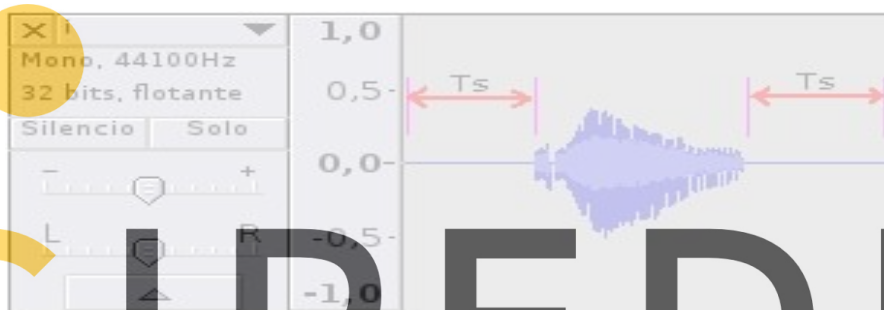 i
1,0
Mono, 44100Hz
32 bits, flotante
0,5
Ts
Ts
Silencio Solo
0,0
- +
L R
-0,5
-1,0